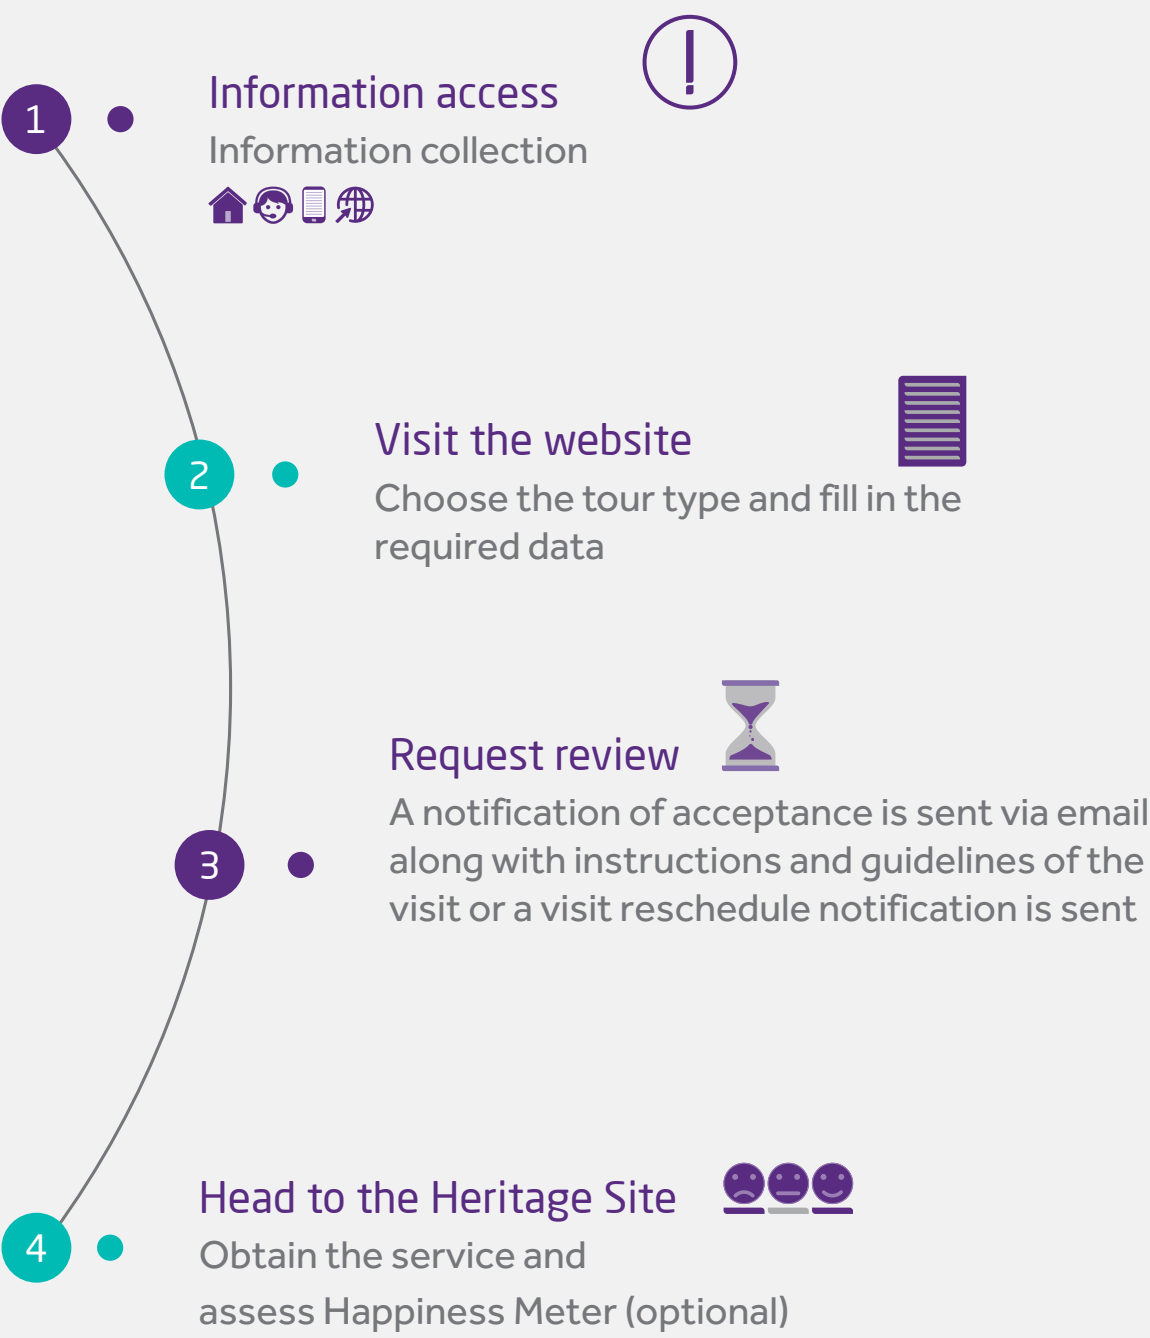 1
Information access
Information collection
2
Visit the website
Choose the tour type and fill in the
required data
3
Request review
A notification of acceptance is sent via email
along with instructions and guidelines of the
visit or a visit reschedule notification is sent
4
Head to the Heritage Site
Obtain the service and
assess Happiness Meter (optional)